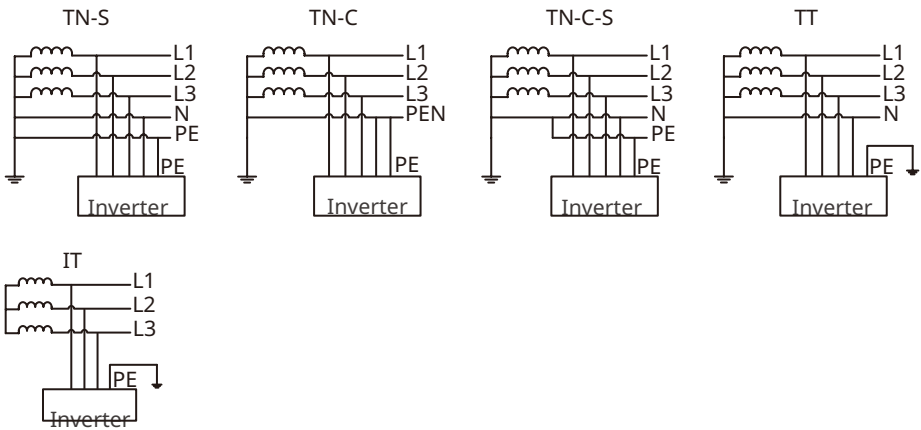 TN-S
L1
L2
L3
N
PE
PE
Inverter
TN-C
L1
L2
L3
PEN
PE
Inverter
TN-C-S
L1
L2
L3
N
PE
PE
Inverter
TT
L1
L2
L3
N
PE
Inverter
IT
L1
L2
L3
PE
Inverter